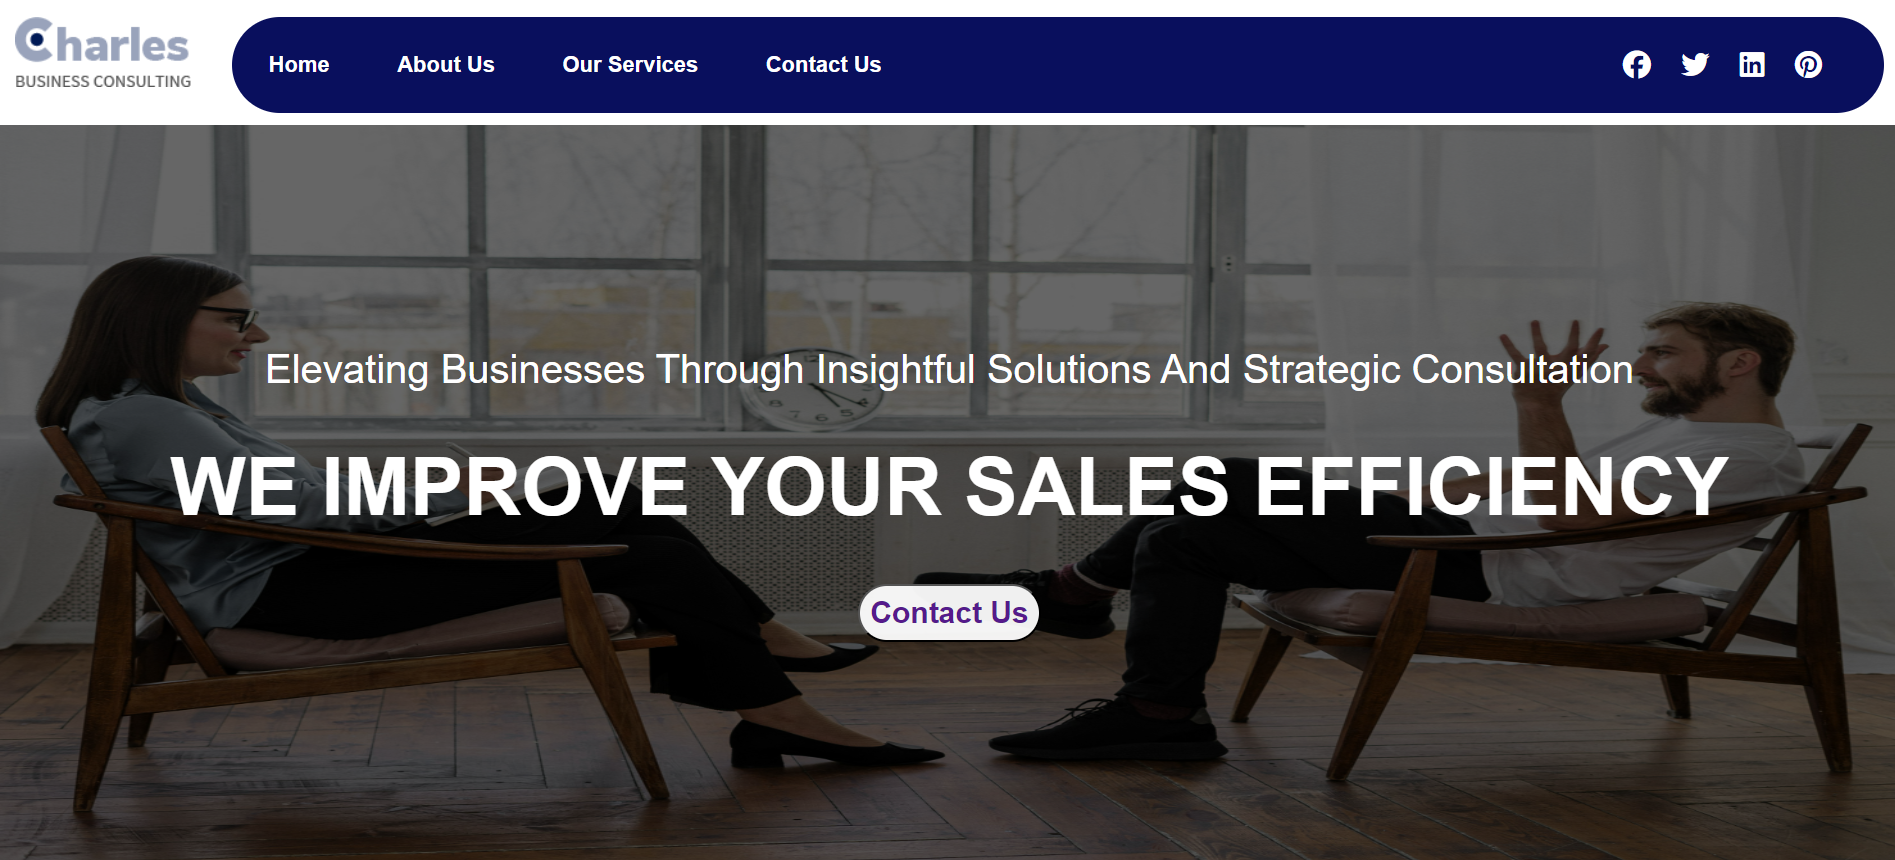 Charles
BUSINESS CONSULTING
Home About Us Our Services Contact Us
Elevating Businesses Through Insightful Solutions And Strategic Consultation
WE IMPROVE YOUR SALES EFFICIENCY
Contact Us